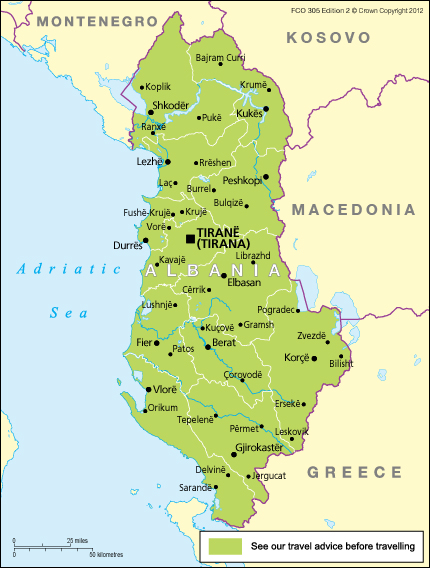 FCO 305 Edition 2 © Crown Copyright 2012
MONTENEGRO
KOSOVO
Bajram Curri
Koplik
Krumë
Shkodër
Pukë
Kukës
Ranxë
Lezhë
Rrëshen
Laç
Burrel
Peshkopi
Bulqizë
Fushë-Krujë
Krujë
MACEDONIA
Vorë
TIRANË
(TIRANA)
Durrës
Kavajë
Librazhd
Adriatic
ALBANIA
Elbasan
Cërrik
Sea
Lushnjë
Pogradec
Kuçovë
Gramsh
Zvezdë
Fier
Patos
Berat
Korçë
Bilisht
Çorovodë
Vlorë
Orikum
Ersekë
Tepelenë
Përmet
Leskovik
Gjirokastër
Delvinë
Jergucat
GREECE
Sarandë
0 25 miles
0 50 kilometres
See our travel advice before travelling